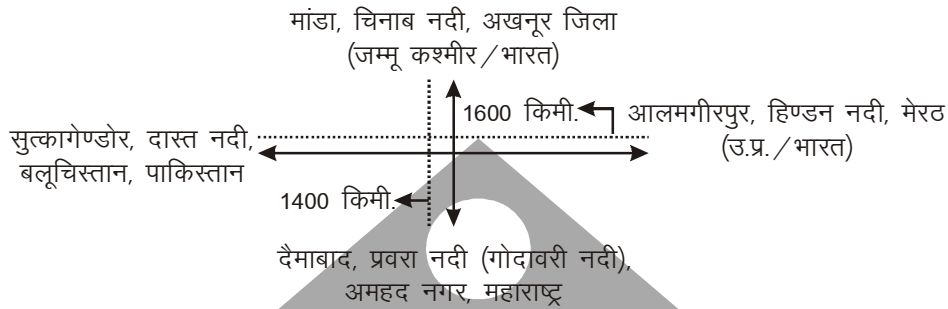 मांडा, चिनाब नदी, अखनूर जिला
(जम्मू कश्मीर/भारत)
1600 किमी.
आलमगीरपुर, हिण्डन नदी, मेरठ
(उ.प्र./भारत)
सुत्कागेण्डोर, दास्त नदी,
बलूचिस्तान, पाकिस्तान
1400 किमी.
दैमाबाद, प्रवरा नदी (गोदावरी नदी),
अमहद नगर, महाराष्ट्र